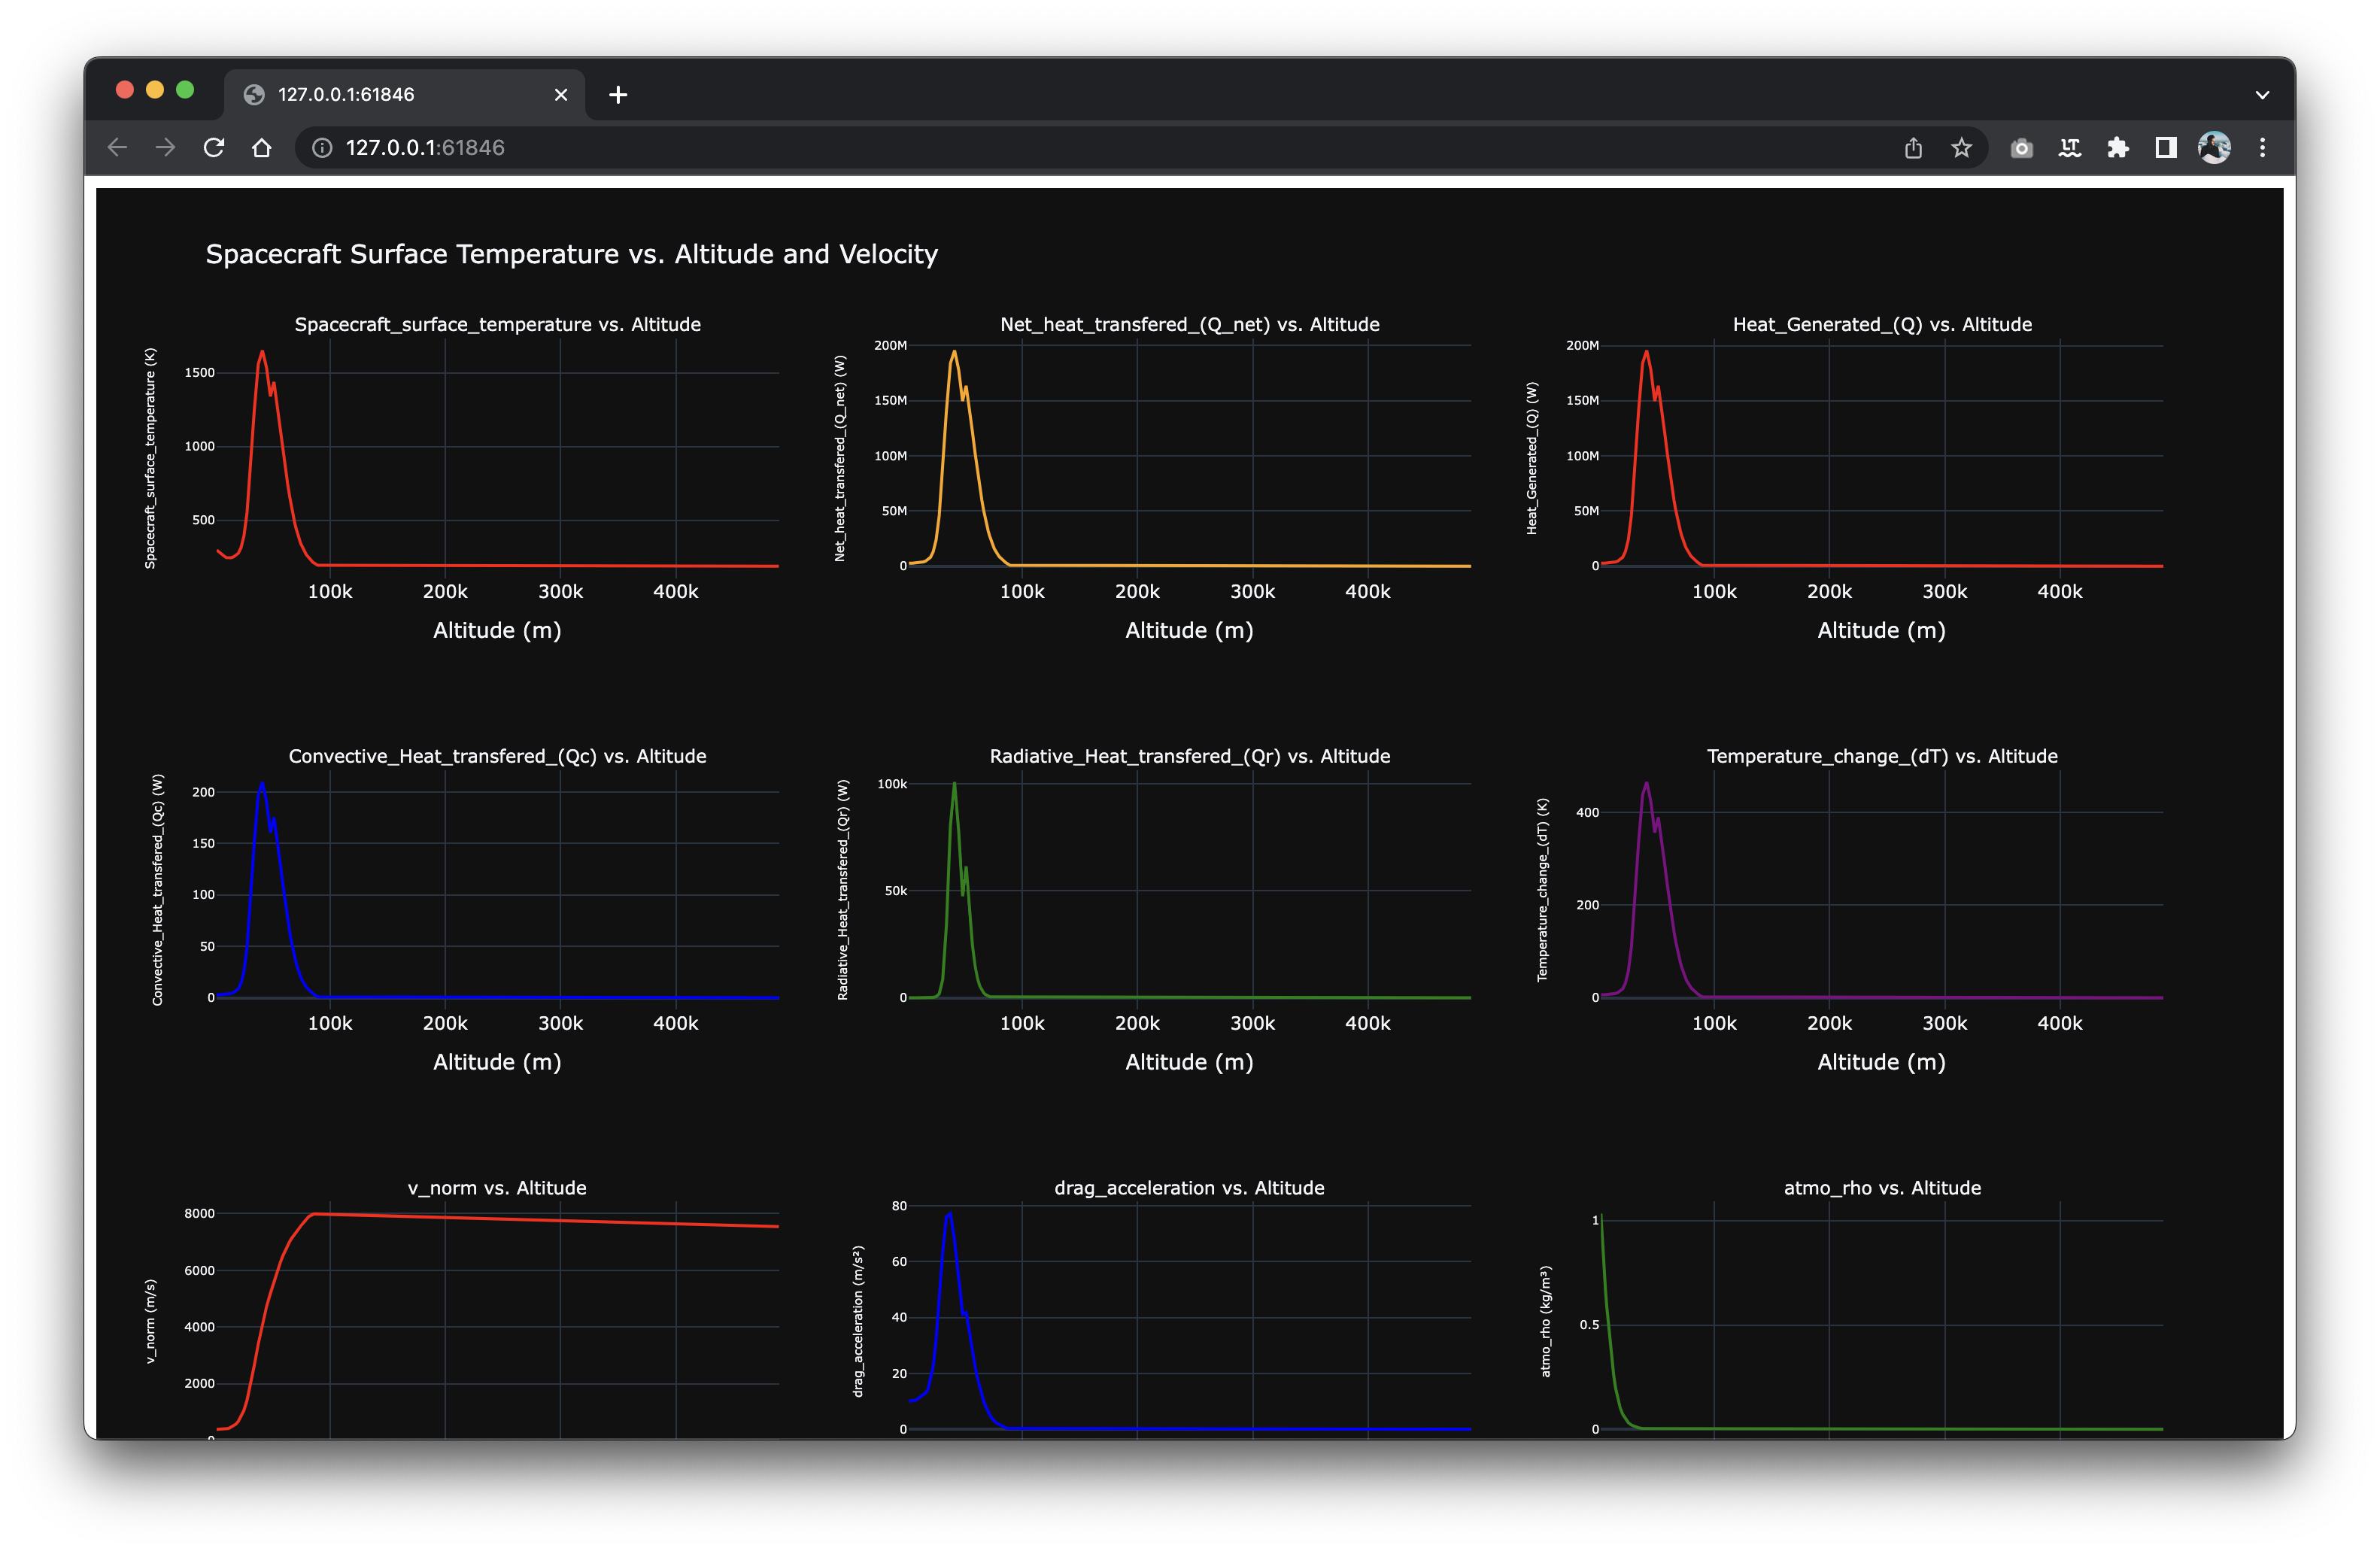 127.0.0.1:61846
127.0.0.1:61846
Spacecraft Surface Temperature vs. Altitude and Velocity
Spacecraft_surface_temperature vs. Altitude
Spacecraft_surface_temperature (K)
1500
1000
500
100k 200k 300k 400k
Altitude (m)
Net_heat_transfered_(Q_net) vs. Altitude
Net_heat_transfered_(Q_net) (W)
200M
150M
100M
50M
0
100k 200k 300k 400k
Altitude (m)
Heat_Generated_(Q) vs. Altitude
Heat_Generated_(Q) (W)
200M
150M
100M
50M
0
100k 200k 300k 400k
Altitude (m)
Convective_Heat_transfered_(Qc) vs. Altitude
Convective_Heat_transfered_(Qc) (W)
200
150
100
50
0
100k 200k 300k 400k
Altitude (m)
Radiative_Heat_transfered_(Qr) vs. Altitude
Radiative_Heat_transfered_(Qr) (W)
100k
50k
0
100k 200k 300k 400k
Altitude (m)
Temperature_change_(dT) vs. Altitude
Temperature_change_(dT) (K)
400
200
0
100k 200k 300k 400k
Altitude (m)
v_norm vs. Altitude
v_norm (m/s)
8000
6000
4000
2000
drag_acceleration vs. Altitude
drag_acceleration (m/s²)
80
60
40
20
0
atmo_rho vs. Altitude
atmo_rho (kg/m³)
1
0.5
0